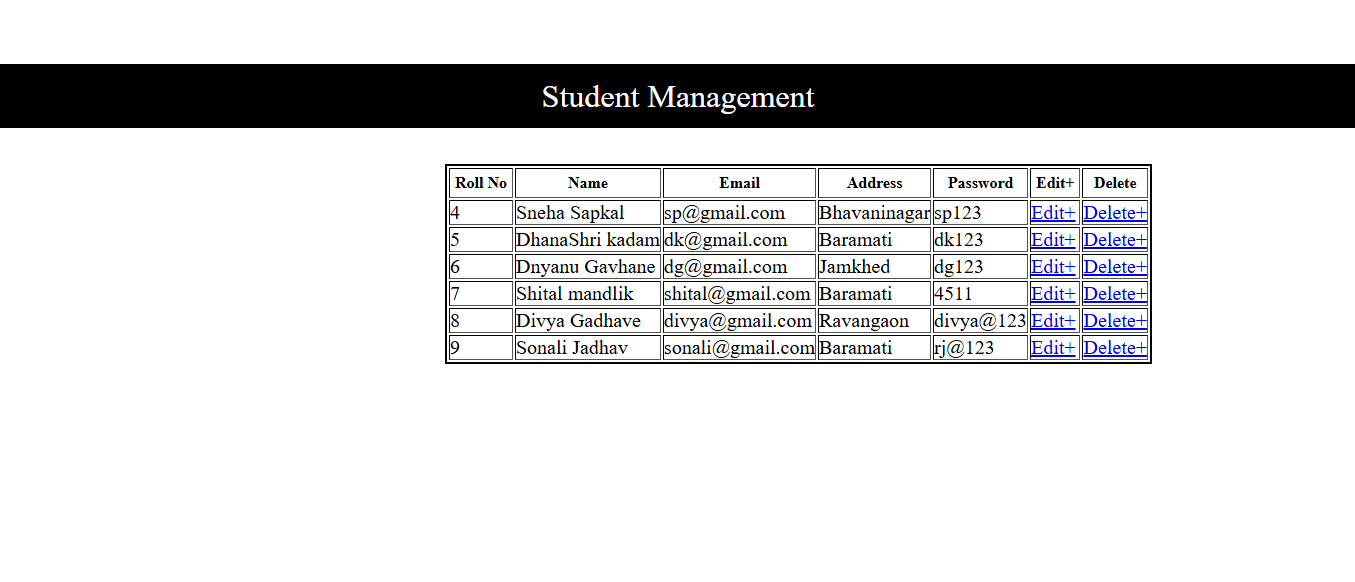 Student Management
Roll No Name Email Address Password Edit+ Delete
4 Sneha Sapkal sp@gmail.com Bhavaninagar sp123 Edit+ Delete+
5 DhanaShri kadam dk@gmail.com Baramati dk123 Edit+ Delete+
6 Dnyanu Gavhane dg@gmail.com Jamkhed dg123 Edit+ Delete+
7 Shital mandlik shital@gmail.com Baramati 4511 Edit+ Delete+
8 Divya Gadhave divya@gmail.com Ravangaon divya@123 Edit+ Delete+
9 Sonali Jadhav sonali@gmail.com Baramati rj@123 Edit+ Delete+